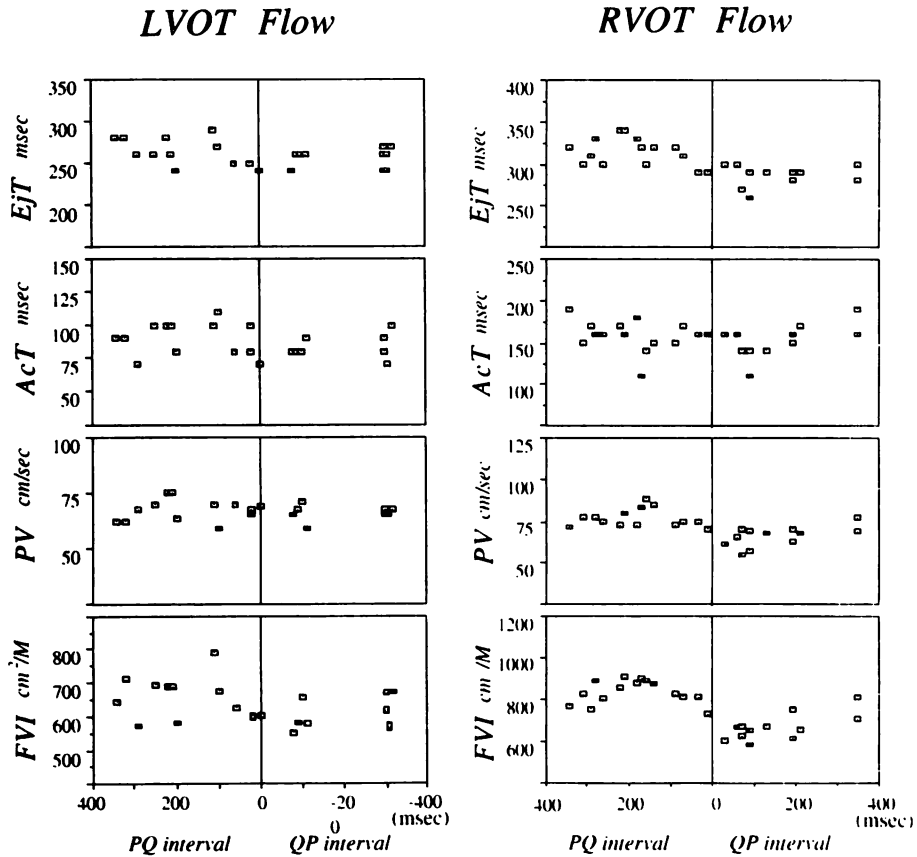 LVOT Flow
RVOT Flow
EjT msec
350
300
250
200
EjT msec
400
350
300
250
200
AcT msec
150
125
100
75
50
AcT msec
250
200
150
100
PV cm/sec
100
75
50
PV cm/sec
125
100
75
50
FVI cm²/M
800
700
600
500
FVI cm /M
1200
1000
800
600
400 200 0 -20 -400
0
(msec)
PQ interval QP interval
400 200 0 200 400
(msec)
PQ interval QP interval